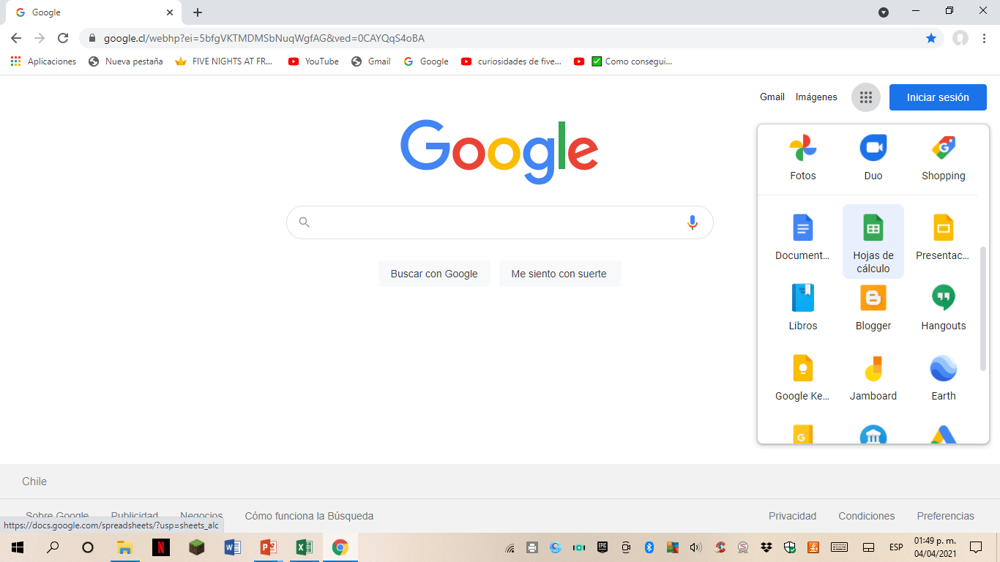 Google
google.cl/webhp?ei=5bfgVKTMDMSbNuqWgfAG&ved=0CAYQqS4oBA
Aplicaciones Nueva pestaña FIVE NIGHTS AT FR... YouTube Gmail Google curiosidades de five... Como consegui...
Gmail Imágenes Iniciar sesión
Google
Fotos Duo Shopping
Document... Hojas de cálculo Presentac...
Libros Blogger Hangouts
Google Ke... Jamboard Earth
Buscar con Google Me siento con suerte
Chile
Sobre Google Publicidad Negocios Cómo funciona la Búsqueda Privacidad Condiciones Preferencias
https://docs.google.com/spreadsheets/?usp=sheets_alc
ESP 01:49 p. m.
04/04/2021